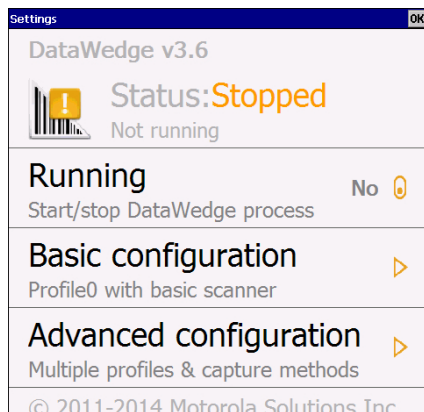 Settings OK
DataWedge v3.6
Status:Stopped
Not running
Running No
Start/stop DataWedge process
Basic configuration
Profile0 with basic scanner
Advanced configuration
Multiple profiles & capture methods
© 2011-2014 Motorola Solutions Inc